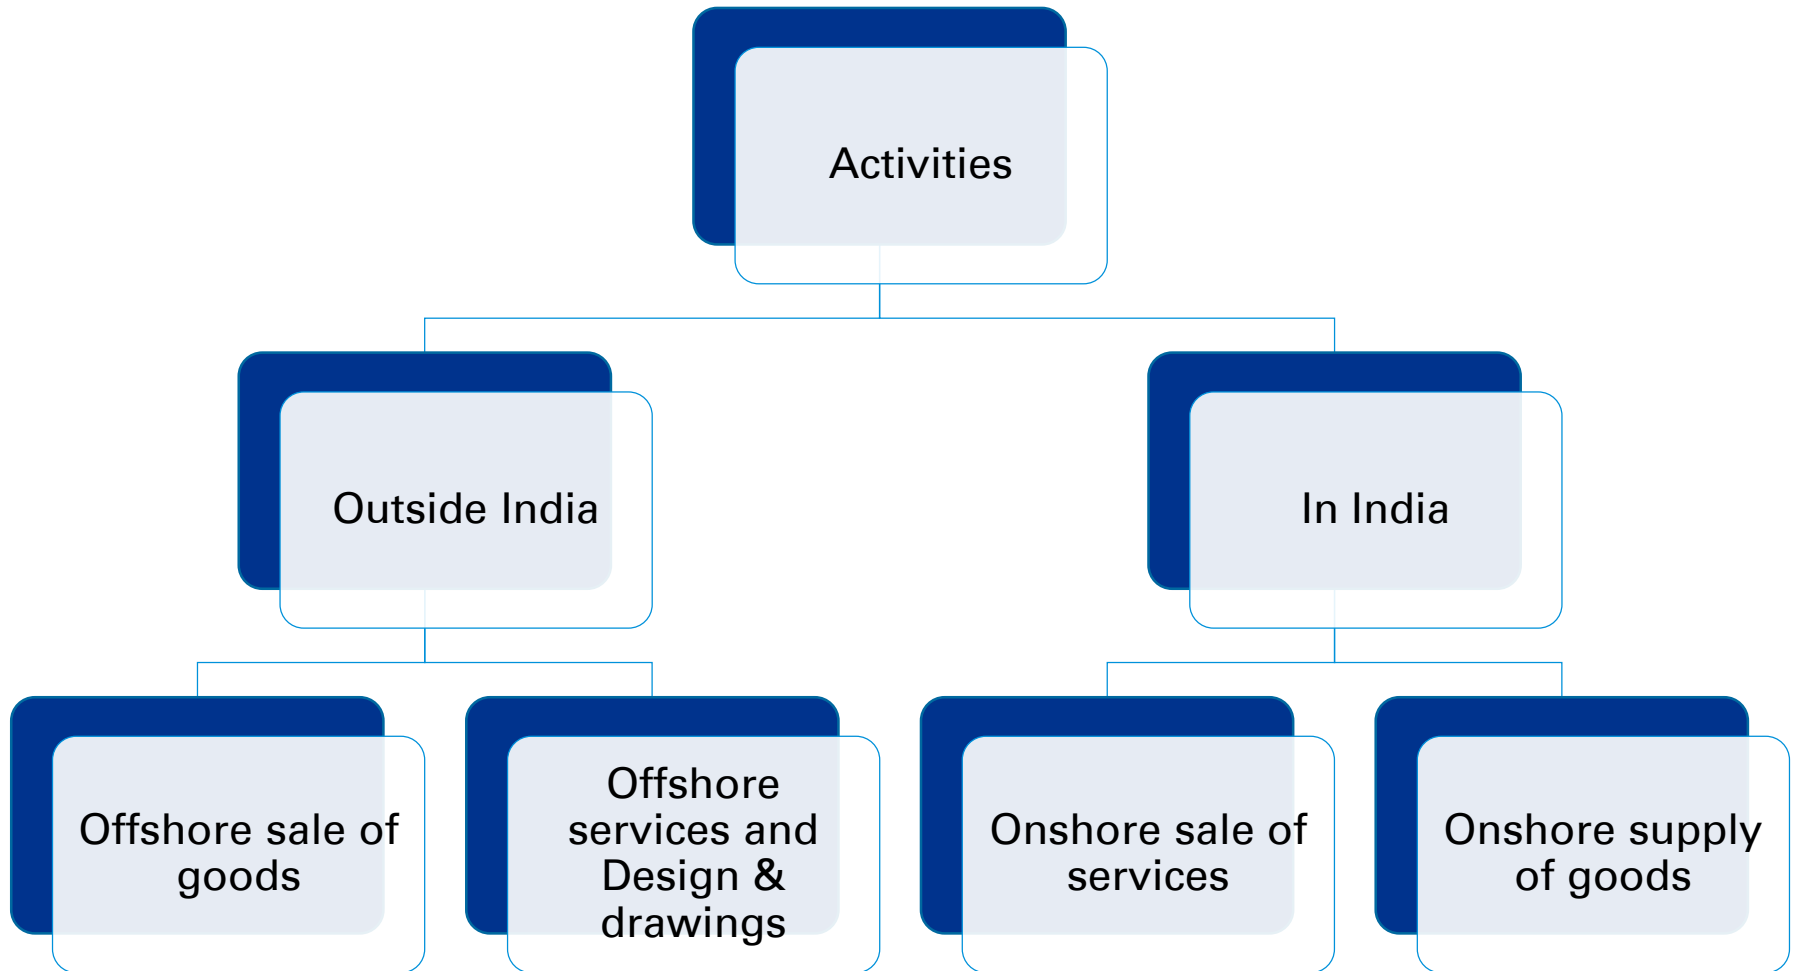 Activities
Outside India
In India
Offshore sale of
goods
Offshore
services and
Design &
drawings
Onshore sale of
services
Onshore supply
of goods